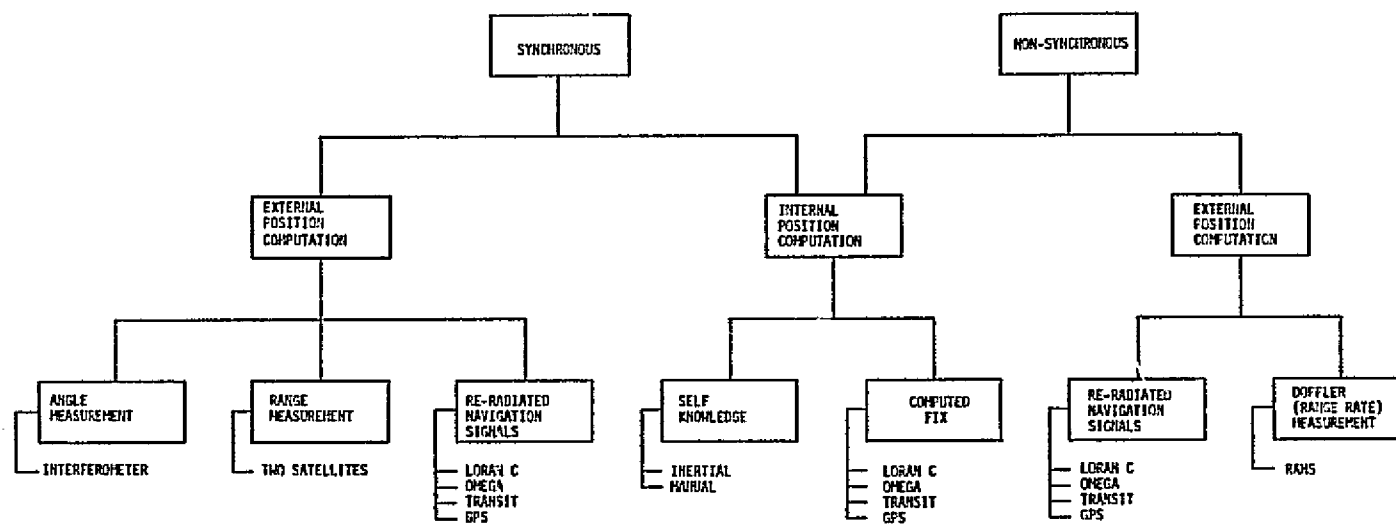 SYNCHRONOUS
NON-SYNCHRONOUS
EXTERNAL
POSITION
COMPUTATION
INTERNAL
POSITION
COMPUTATION
EXTERNAL
POSITION
COMPUTATION
ANGLE
MEASUREMENT
INTERFEROMETER
RANGE
MEASUREMENT
TWO SATELLITES
RE-RADIATED
NAVIGATION
SIGNALS
LORAN C
OMEGA
TRANSIT
GPS
SELF
KNOWLEDGE
INERTIAL
MANUAL
COMPUTED
FIX
LORAN C
OMEGA
TRANSIT
GPS
RE-RADIATED
NAVIGATION
SIGNALS
LORAN C
OMEGA
TRANSIT
GPS
DOPPLER
(RANGE RATE)
MEASUREMENT
RAMS